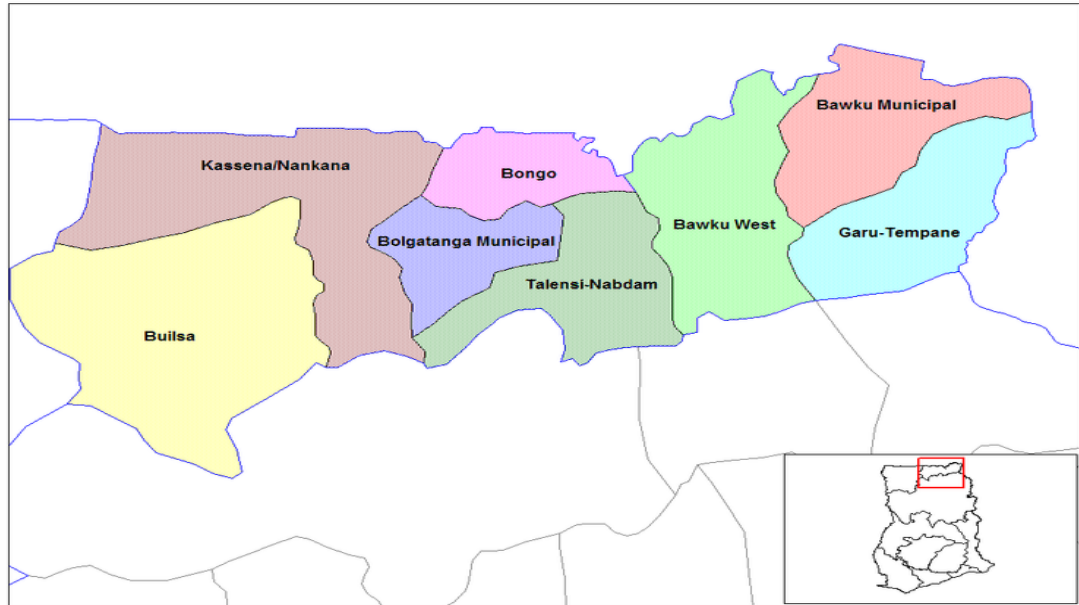 Bawku Municipal
Kassena/Nankana
Bongo
Bawku West
Garu-Tempane
Bolgatanga Municipal
Talensi-Nabdam
Builsa